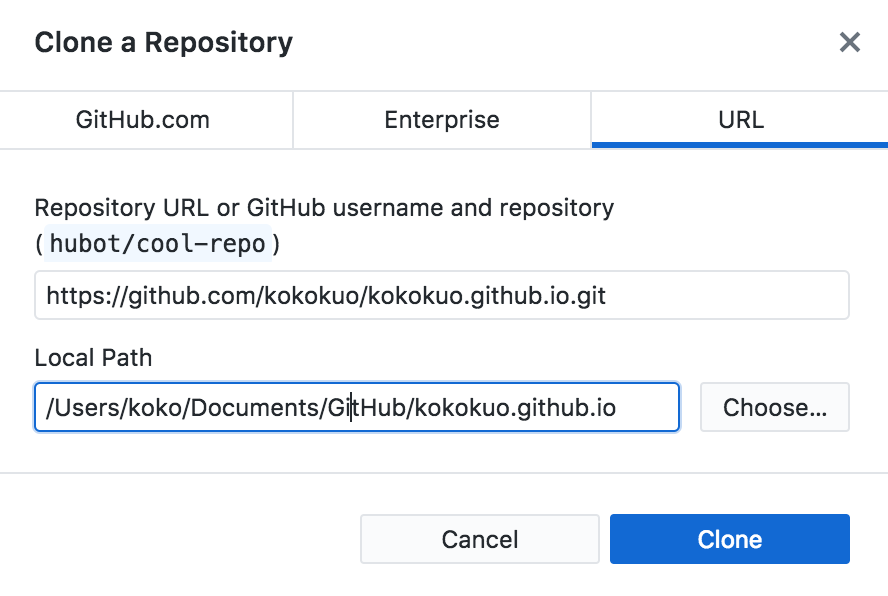 Clone a Repository
GitHub.com
Enterprise
URL
Repository URL or GitHub username and repository
(hubot/cool-repo)
https://github.com/kokokuo/kokokuo.github.io.git
Local Path
/Users/koko/Documents/GitHub/kokokuo.github.io
Choose...
Cancel
Clone